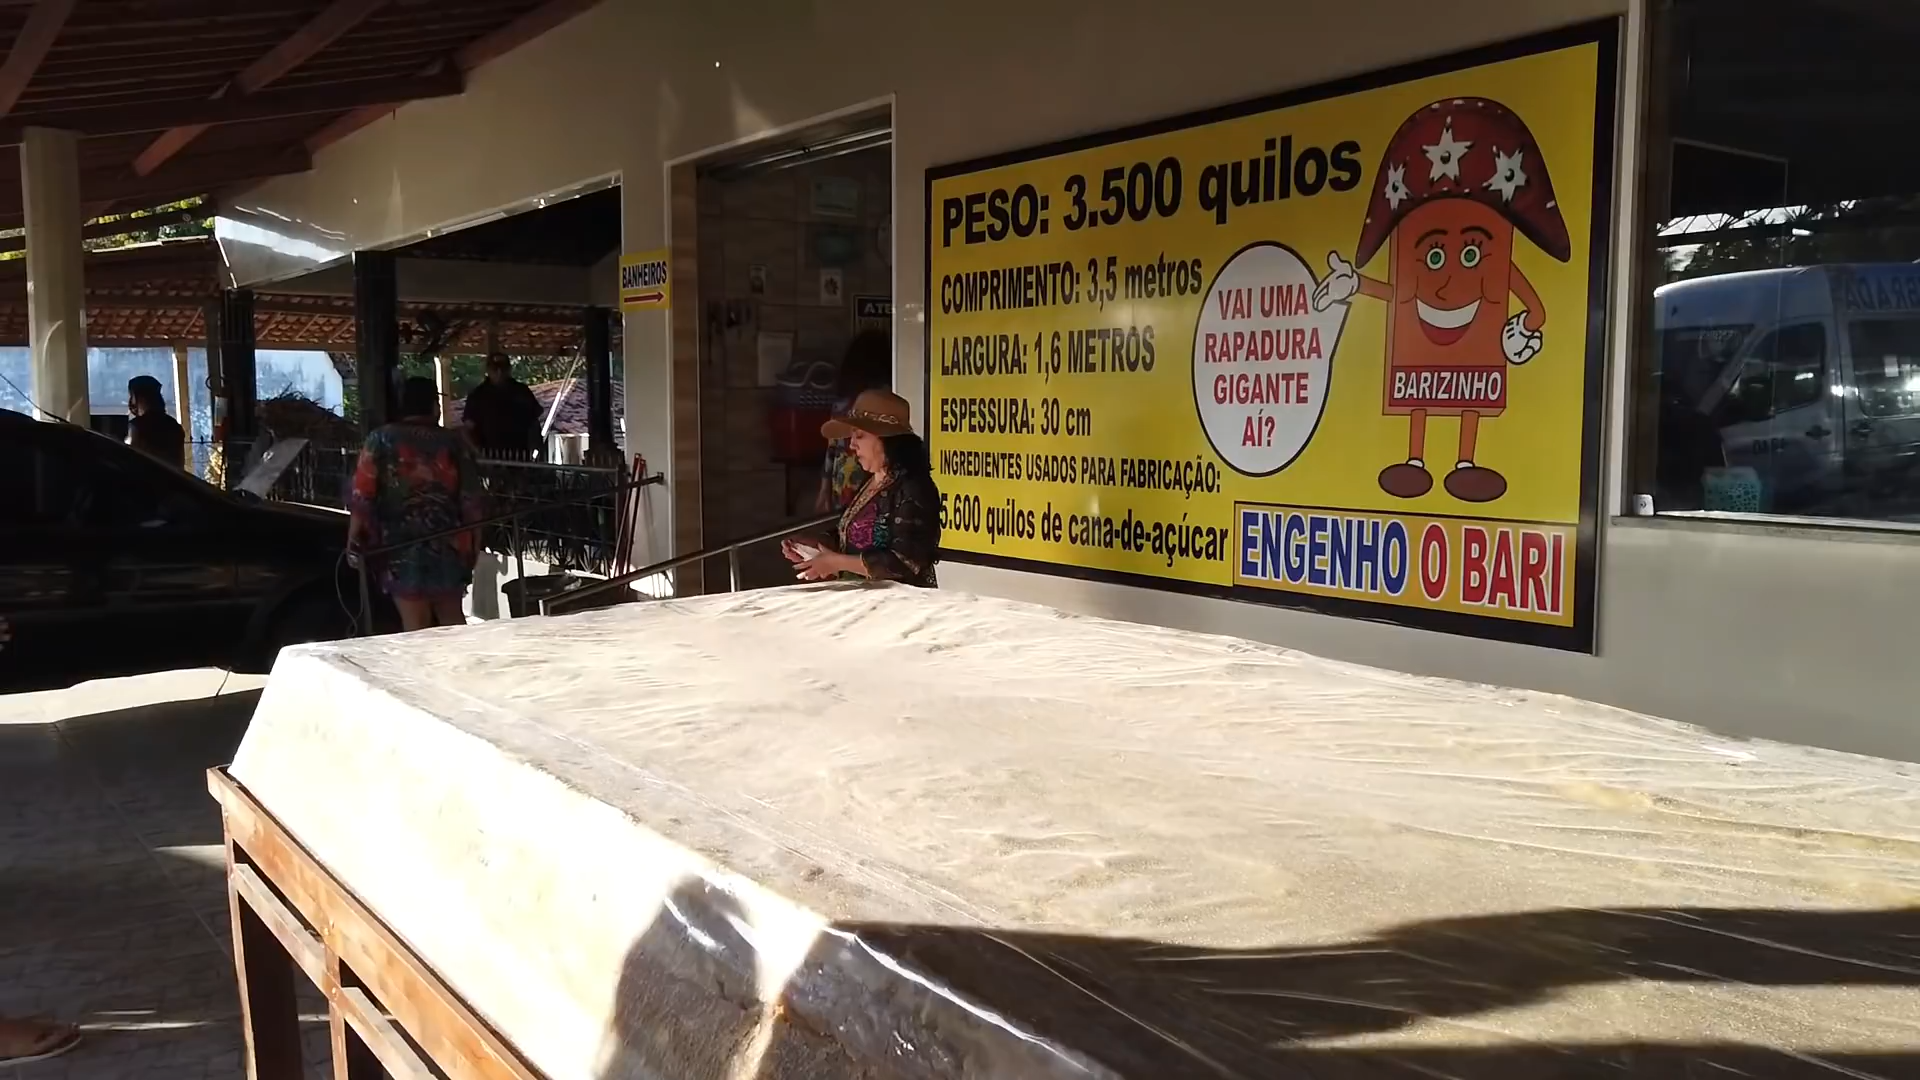 BANHEIROS
PESO: 3.500 quilos
COMPRIMENTO: 3,5 metros
LARGURA: 1,6 METROS
ESPESSURA: 30 cm
INGREDIENTES USADOS PARA FABRICAÇÃO:
5.600 quilos de cana-de-açúcar
VAI UMA
RAPADURA
GIGANTE
AÍ?
BARIZINHO
ENGENHO O BARI